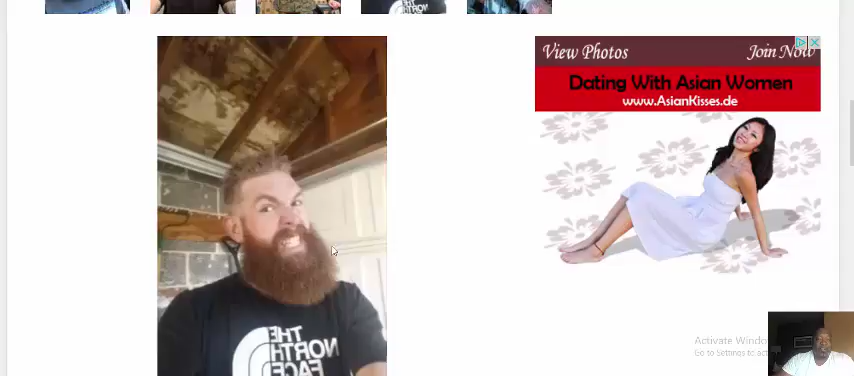 View Photos
Join Now
Dating With Asian Women
www.AsianKisses.de
THE
NORTH
FACE
Activate Windo
Go to Settings to act